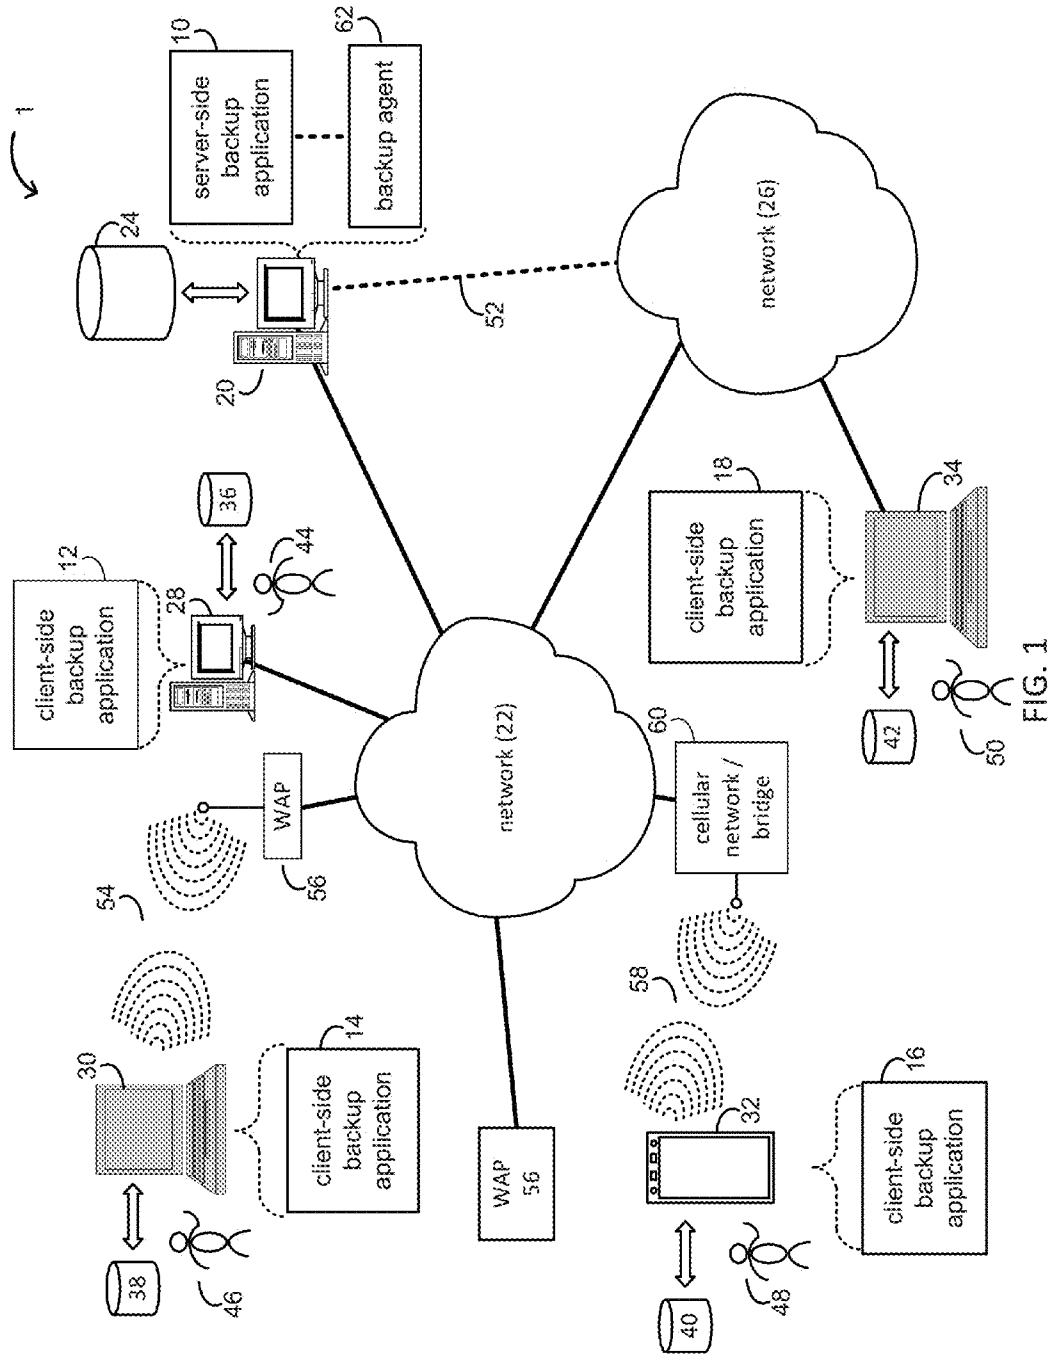 1
24
server-side
backup
application
10
backup agent
62
20
52
network (26)
client-side
backup
application
12
28
36
44
client-side
backup
application
18
34
42
50
54
WAP
56
network (22)
cellular
network /
bridge
60
58
30
38
46
client-side
backup
application
14
WAP
56
32
40
48
client-side
backup
application
16
FIG. 1